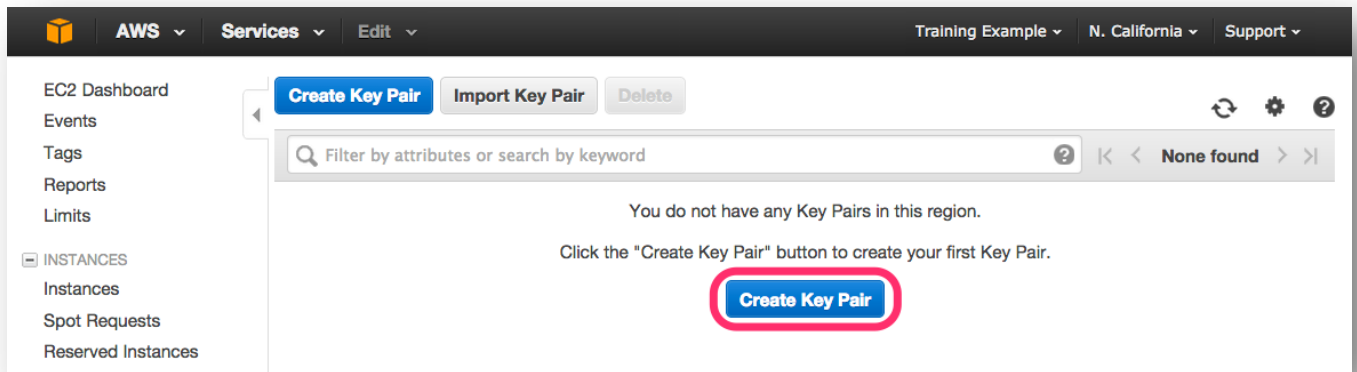 AWS Services Edit Training Example N. California Support
EC2 Dashboard
Events
Tags
Reports
Limits
INSTANCES
Instances
Spot Requests
Reserved Instances
Create Key Pair Import Key Pair Delete
Filter by attributes or search by keyword None found
You do not have any Key Pairs in this region.
Click the "Create Key Pair" button to create your first Key Pair.
Create Key Pair